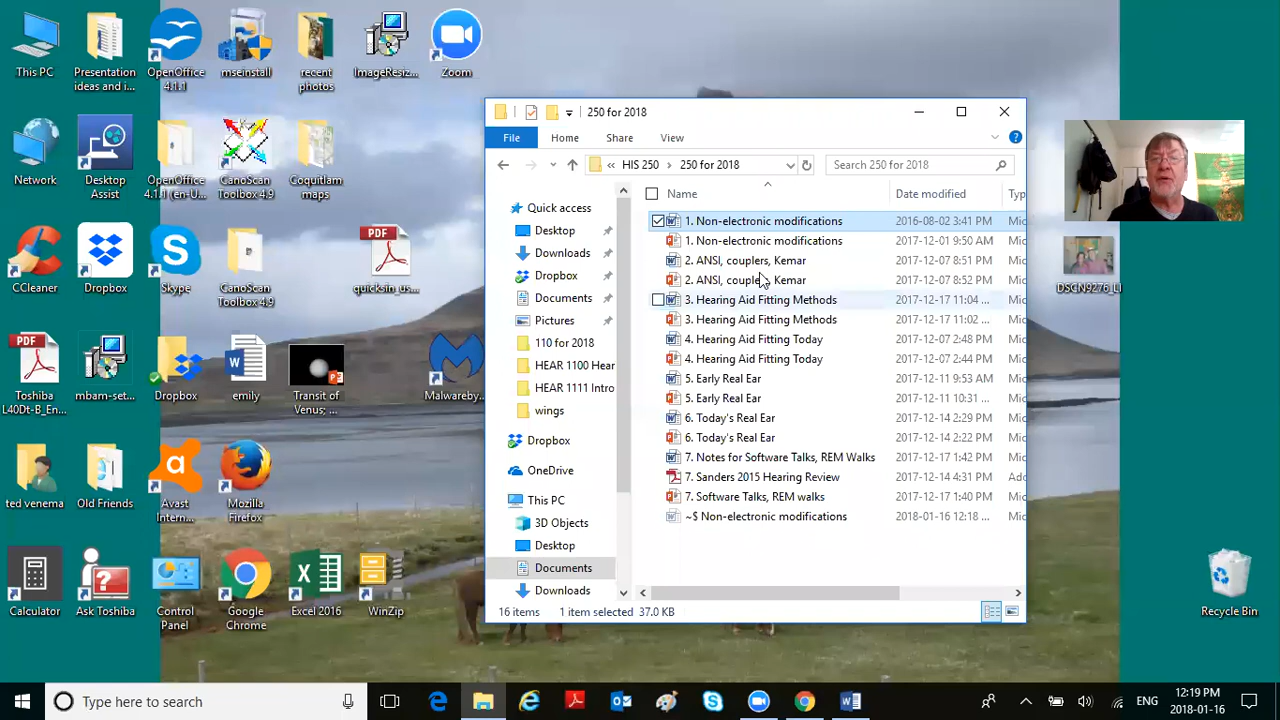 This PC
Presentation
ideas and i...
OpenOffice
4.1.1
mseinstall
recent
photos
ImageResiz...
Zoom
Network
Desktop
Assist
OpenOffice
4.1.1 (en-U...
CanoScan
Toolbox 4.9
Coquitlam
maps
CCleaner
Dropbox
Skype
CanoScan
Toolbox 4.9
PDF
quicksin_us...
PDF
Toshiba
L40Dt-B_En...
mbam-set...
Dropbox
emily
Transit of
Venus; ...
Malwareby...
ted venema
Old Friends
Avast
Intern...
Mozilla
Firefox
Calculator
Ask Toshiba
Control
Panel
Google
Chrome
Excel 2016
WinZip
250 for 2018
File Home Share View
« HIS 250 > 250 for 2018
Search 250 for 2018
Name Date modified Ty
Quick access
Desktop
Downloads
Dropbox
Documents
Pictures
110 for 2018
HEAR 1100 Hear
HEAR 1111 Intro
wings
Dropbox
OneDrive
This PC
3D Objects
Desktop
Documents
Downloads
1. Non-electronic modifications 2016-08-02 3:41 PM Mic
1. Non-electronic modifications 2017-12-01 9:50 AM Mic
2. ANSI, couplers, Kemar 2017-12-07 8:51 PM Mic
2. ANSI, couplers, Kemar 2017-12-07 8:52 PM Mic
3. Hearing Aid Fitting Methods 2017-12-17 11:04 ... Mic
3. Hearing Aid Fitting Methods 2017-12-17 11:02 ... Mic
4. Hearing Aid Fitting Today 2017-12-07 2:48 PM Mic
4. Hearing Aid Fitting Today 2017-12-07 2:44 PM Mic
5. Early Real Ear 2017-12-11 9:53 AM Mic
5. Early Real Ear 2017-12-11 10:31 ... Mic
6. Today's Real Ear 2017-12-14 2:29 PM Mic
6. Today's Real Ear 2017-12-14 2:22 PM Mic
7. Notes for Software Talks, REM Walks 2017-12-17 1:42 PM Mic
7. Sanders 2015 Hearing Review 2017-12-14 4:31 PM Ado
7. Software Talks, REM walks 2017-12-17 1:40 PM Mic
~$ Non-electronic modifications 2018-01-16 12:18 ... Mic
16 items 1 item selected 37.0 KB
DSCN9276_LI
Recycle Bin
Type here to search
ENG
12:19 PM
2018-01-16